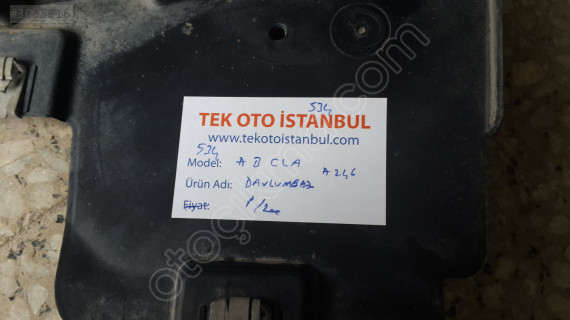 534
TEK OTO İSTANBUL
www.tekotoistanbul.com
534
Model: A B CLA
A246
Ürün Adı: DAVLUMBAZ
Fiyat: